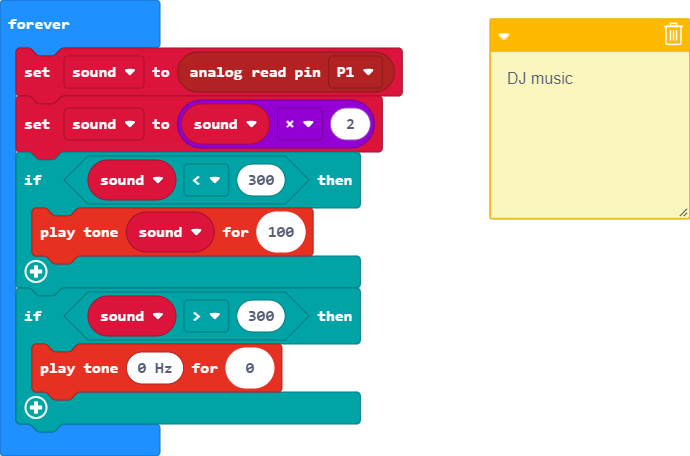 forever
set sound to analog read pin P1
set sound to sound × 2
if sound < 300 then
play tone sound for 100
if sound > 300 then
play tone 0 Hz for 0
DJ music